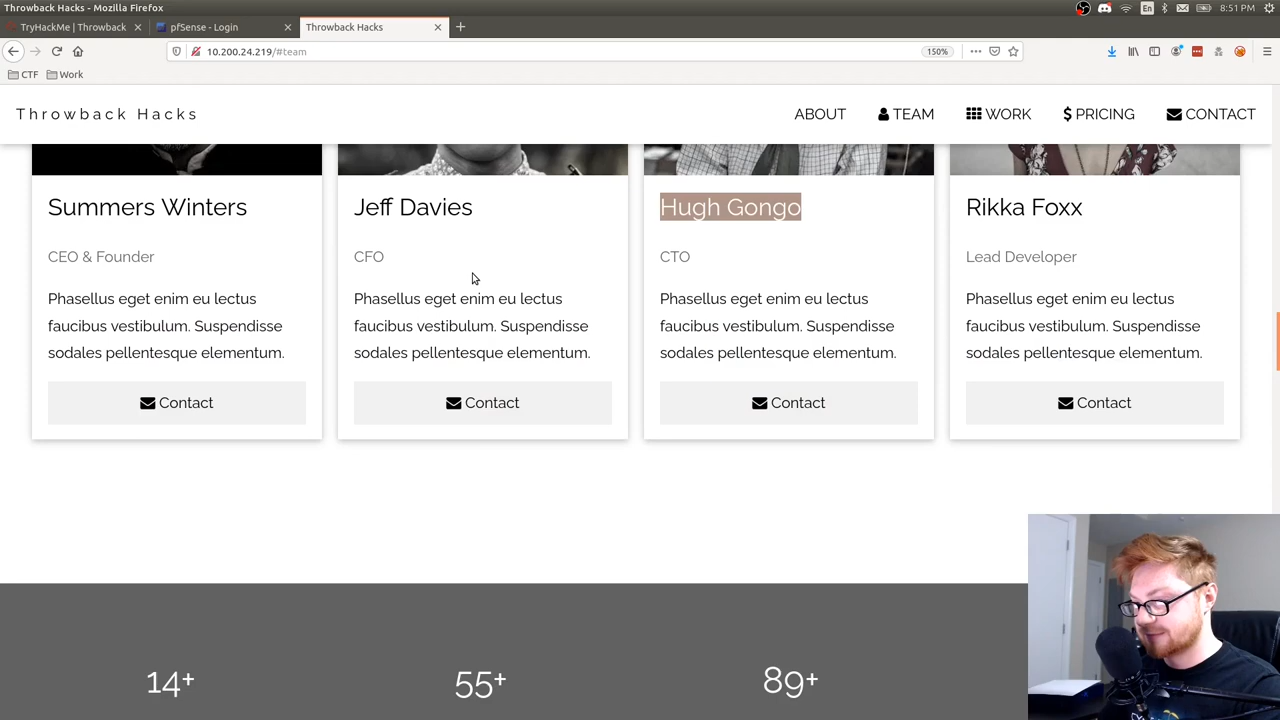 Throwback Hacks - Mozilla Firefox
En
8:51 PM
TryHackMe | Throwback
pfSense - Login
Throwback Hacks
10.200.24.219/#team
150%
CTF
Work
Throwback Hacks
ABOUT
TEAM
WORK
PRICING
CONTACT
Summers Winters
CEO & Founder
Phasellus eget enim eu lectus
faucibus vestibulum. Suspendisse
sodales pellentesque elementum.
Contact
Jeff Davies
CFO
Phasellus eget enim eu lectus
faucibus vestibulum. Suspendisse
sodales pellentesque elementum.
Contact
Hugh Gongo
CTO
Phasellus eget enim eu lectus
faucibus vestibulum. Suspendisse
sodales pellentesque elementum.
Contact
Rikka Foxx
Lead Developer
Phasellus eget enim eu lectus
faucibus vestibulum. Suspendisse
sodales pellentesque elementum.
Contact
14+
55+
89+